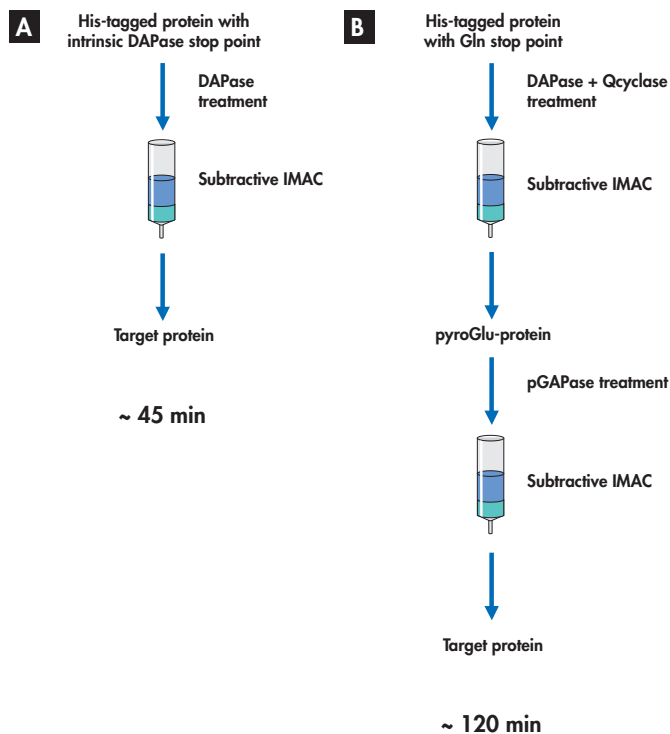 A
His-tagged protein with
intrinsic DAPase stop point
DAPase
treatment
Subtractive IMAC
Target protein
~ 45 min
B
His-tagged protein
with Gln stop point
DAPase + Qcyclase
treatment
Subtractive IMAC
pyroGlu-protein
pGAPase treatment
Subtractive IMAC
Target protein
~ 120 min